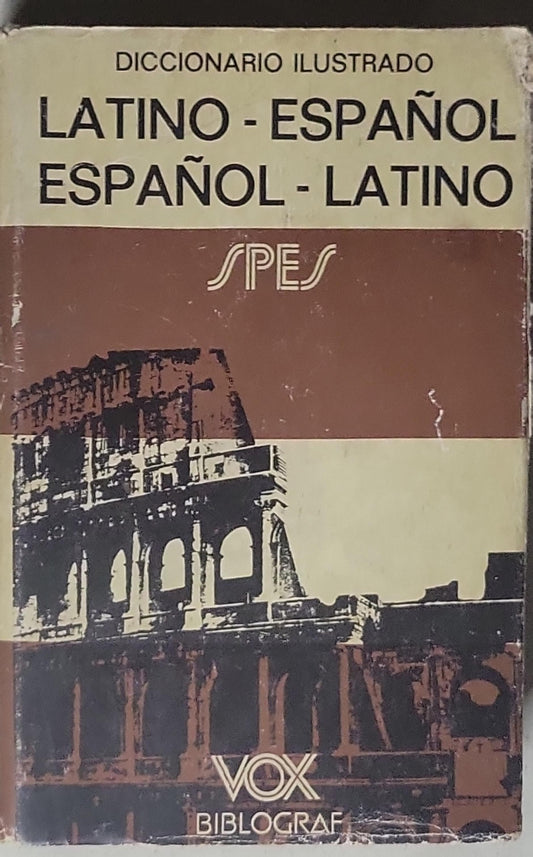 DICCIONARIO ILUSTRADO
LATINO - ESPAÑOL
ESPAÑOL - LATINO
SPES
VOX
BIBLOGRAF